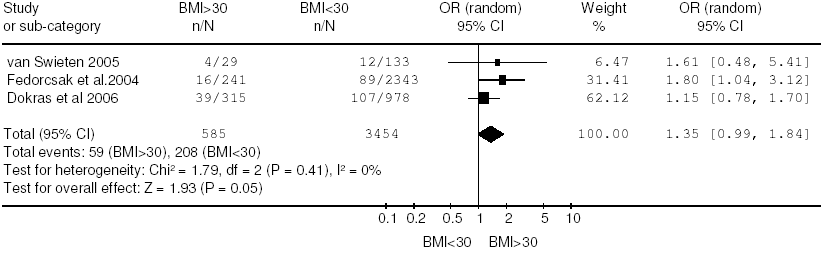 Study BMI>30 BMI<30 OR (random) Weight OR (random)
or sub-category n/N n/N 95% CI % 95% CI
van Swieten 2005 4/29 12/133 6.47 1.61 [0.48, 5.41]
Fedorcsak et al.2004 16/241 89/2343 31.41 1.80 [1.04, 3.12]
Dokras et al 2006 39/315 107/978 62.12 1.15 [0.78, 1.70]
Total (95% CI) 585 3454 100.00 1.35 [0.99, 1.84]
Total events: 59 (BMI>30), 208 (BMI<30)
Test for heterogeneity: Chi² = 1.79, df = 2 (P = 0.41), I² = 0%
Test for overall effect: Z = 1.93 (P = 0.05)
0.1 0.2 0.5 1 2 5 10
BMI<30 BMI>30